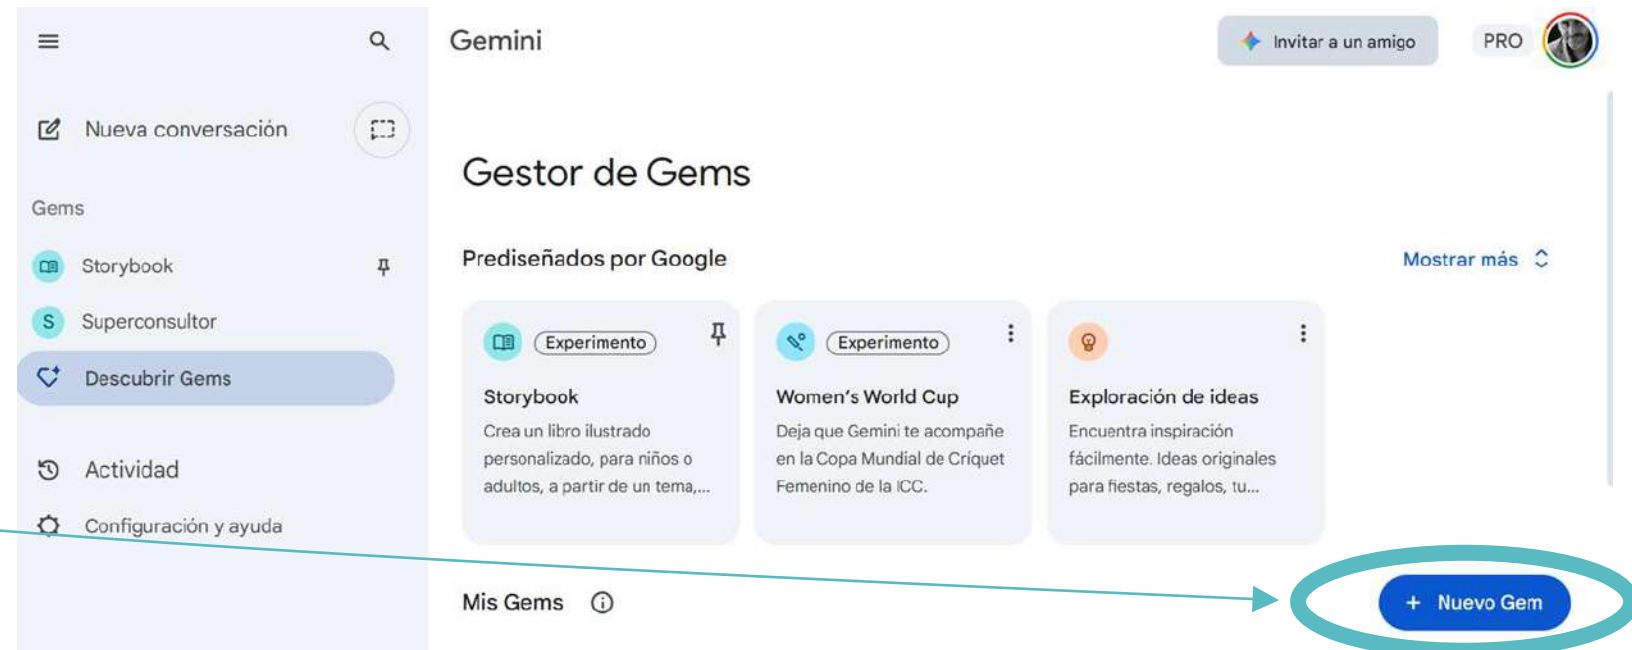 Gemini
Invitar a un amigo
PRO
Nueva conversación
Gems
Storybook
S Superconsultor
Descubrir Gems
Actividad
Configuración y ayuda
Gestor de Gems
Prediseñados por Google
Mostrar más
Experimento
Storybook
Crea un libro ilustrado
personalizado, para niños o
adultos, a partir de un tema,...
Experimento
Women's World Cup
Deja que Gemini te acompañe
en la Copa Mundial de Críquet
Femenino de la ICC.
Exploración de ideas
Encuentra inspiración
fácilmente. Ideas originales
para fiestas, regalos, tu...
Mis Gems
+ Nuevo Gem